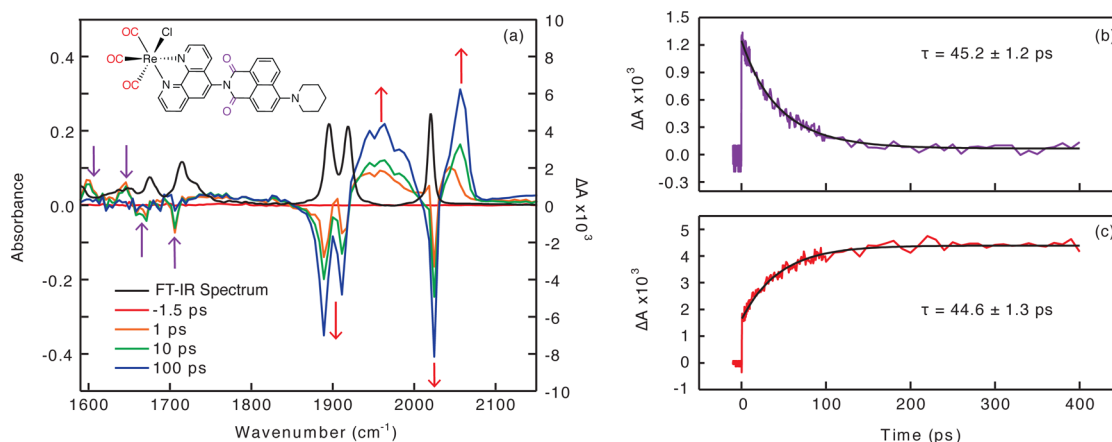 (a)
OC
Cl
OC
Re
N
OC
N
O
N
N
O
0.4
0.2
0.0
-0.2
-0.4
Absorbance
10
8
6
4
2
0
-2
-4
-6
-8
-10
ΔA x10³
FT-IR Spectrum
-1.5 ps
1 ps
10 ps
100 ps
1600 1700 1800 1900 2000 2100
Wavenumber (cm⁻¹)
(b)
1.5
1.2
0.9
0.6
0.3
0.0
-0.3
ΔA x10³
τ = 45.2 ± 1.2 ps
(c)
5
4
3
2
1
0
-1
ΔA x10³
τ = 44.6 ± 1.3 ps
0 100 200 300 400
Time (ps)